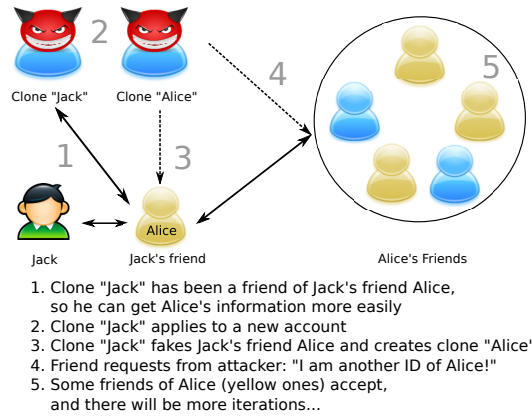 2
Clone "Jack"
Clone "Alice"
4
5
1
3
Alice
Jack
Jack's friend
Alice's Friends
1. Clone "Jack" has been a friend of Jack's friend Alice,
so he can get Alice's information more easily
2. Clone "Jack" applies to a new account
3. Clone "Jack" fakes Jack's friend Alice and creates clone "Alice"
4. Friend requests from attacker: "I am another ID of Alice!"
5. Some friends of Alice (yellow ones) accept,
and there will be more iterations...